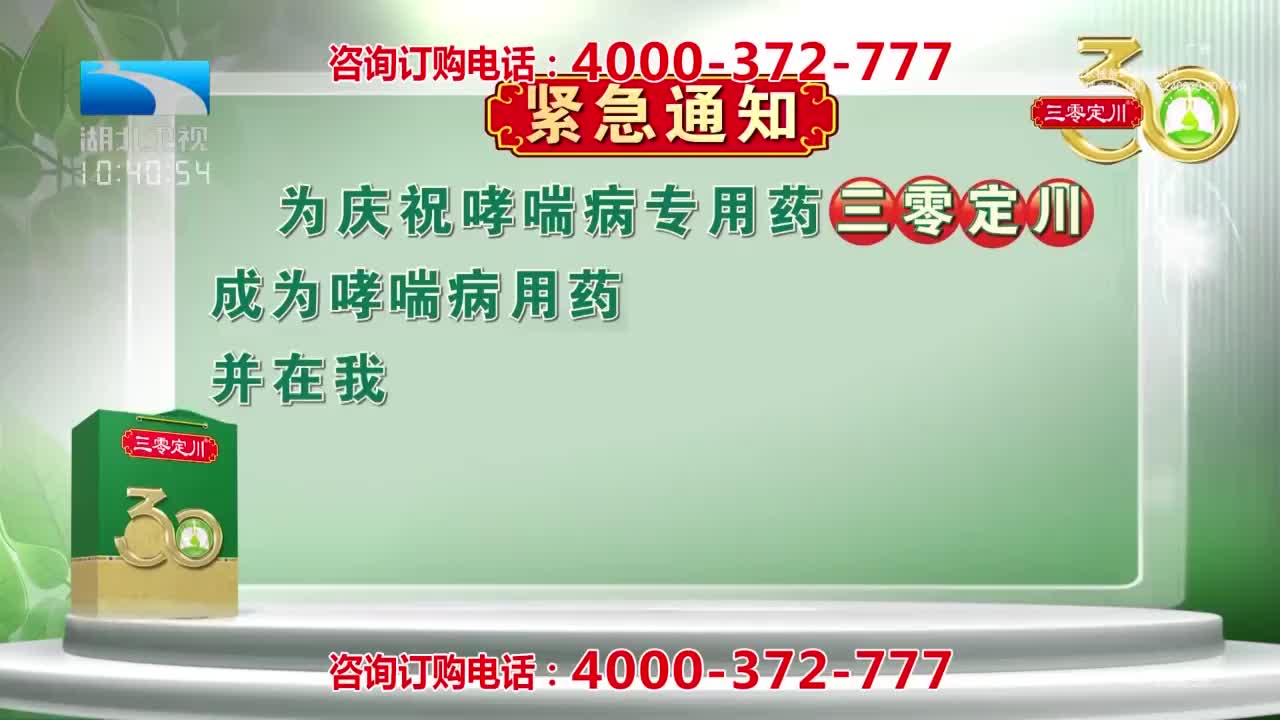 咨询订购电话：4000-372-777
紧急通知
湖北卫视
10:40:54
30
三零定川
为庆祝哮喘病专用药三零定川
成为哮喘病用药
并在我
三零定川
30
咨询订购电话：4000-372-777